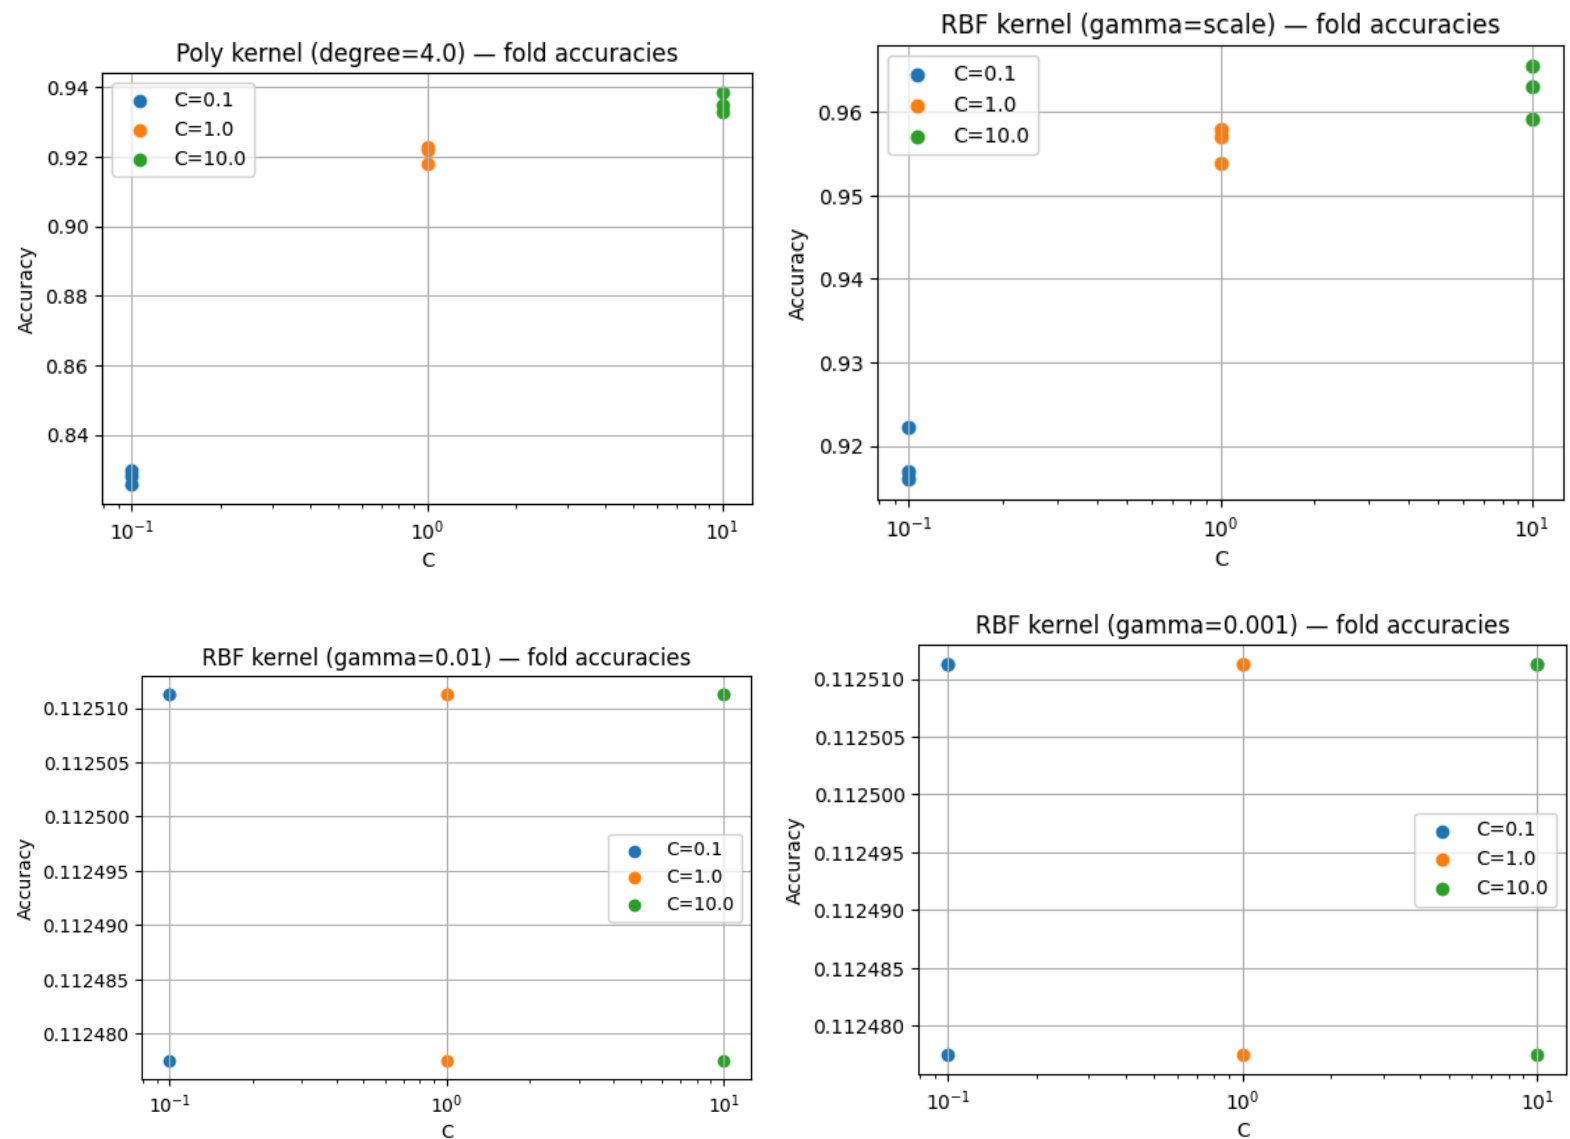 Poly kernel (degree=4.0) — fold accuracies
C=0.1
C=1.0
C=10.0
0.94
0.92
0.90
0.88
0.86
0.84
Accuracy
10⁻¹
10⁰
10¹
C
RBF kernel (gamma=scale) — fold accuracies
C=0.1
C=1.0
C=10.0
0.96
0.95
0.94
0.93
0.92
Accuracy
10⁻¹
10⁰
10¹
C
RBF kernel (gamma=0.01) — fold accuracies
0.112510
0.112505
0.112500
0.112495
0.112490
0.112485
0.112480
Accuracy
C=0.1
C=1.0
C=10.0
10⁻¹
10⁰
10¹
C
RBF kernel (gamma=0.001) — fold accuracies
0.112510
0.112505
0.112500
0.112495
0.112490
0.112485
0.112480
Accuracy
C=0.1
C=1.0
C=10.0
10⁻¹
10⁰
10¹
C